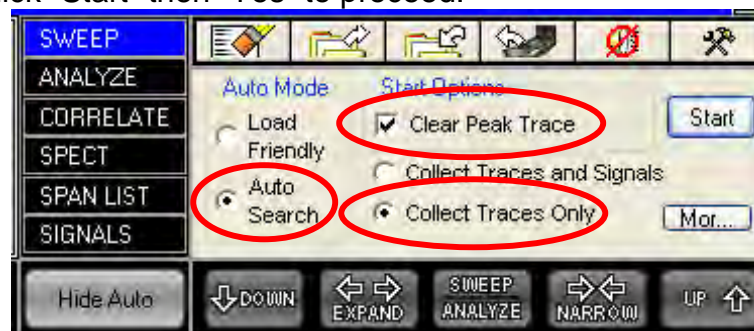 SWEEP
ANALYZE
CORRELATE
SPECT
SPAN LIST
SIGNALS
Auto Mode
Load
Friendly
Auto
Search
Start Options
Clear Peak Trace
Collect Traces and Signals
Collect Traces Only
Start
Mor...
Hide Auto
DOWN
EXPAND
SWEEP
ANALYZE
NARROW
UP